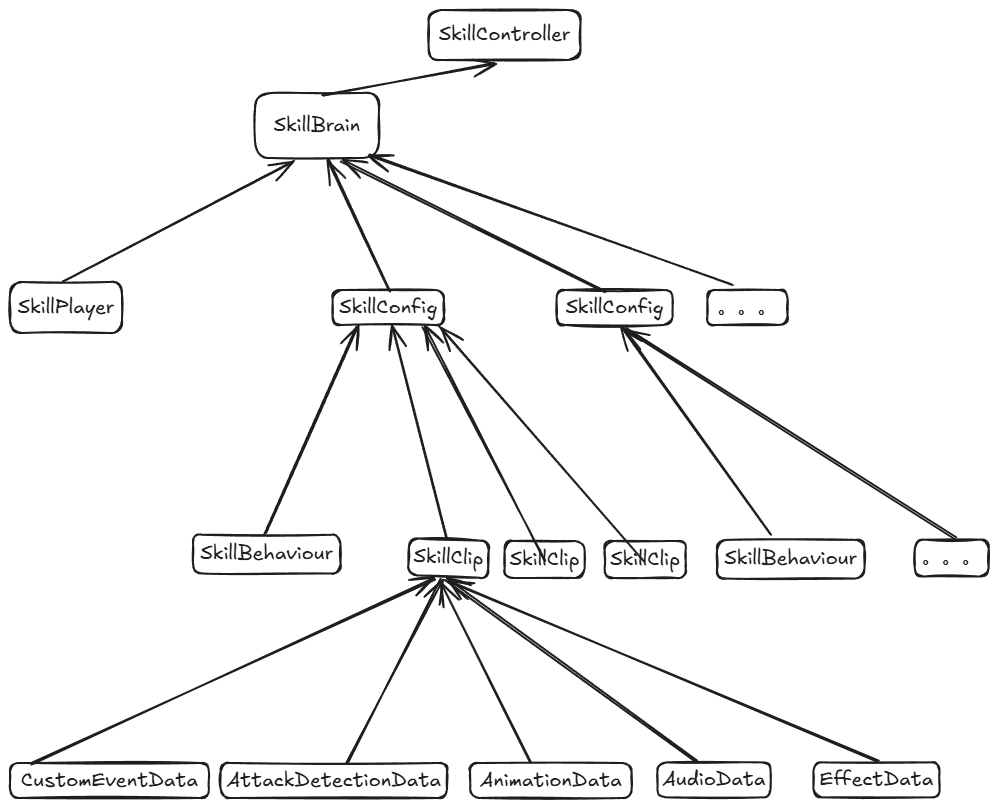 SkillController
SkillBrain
SkillPlayer
SkillConfig
SkillConfig
。。。
SkillBehaviour
SkillClip
SkillClip
SkillClip
SkillBehaviour
。。。
CustomEventData
AttackDetectionData
AnimationData
AudioData
EffectData